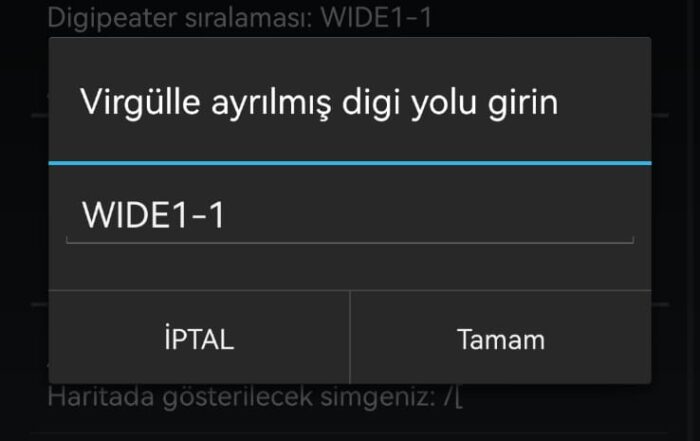 Digipeater sıralaması: WIDE1-1
Virgülle ayrılmış digi yolu girin
WIDE1-1
İPTAL
Tamam
Haritada gösterilecek simgeniz: /[